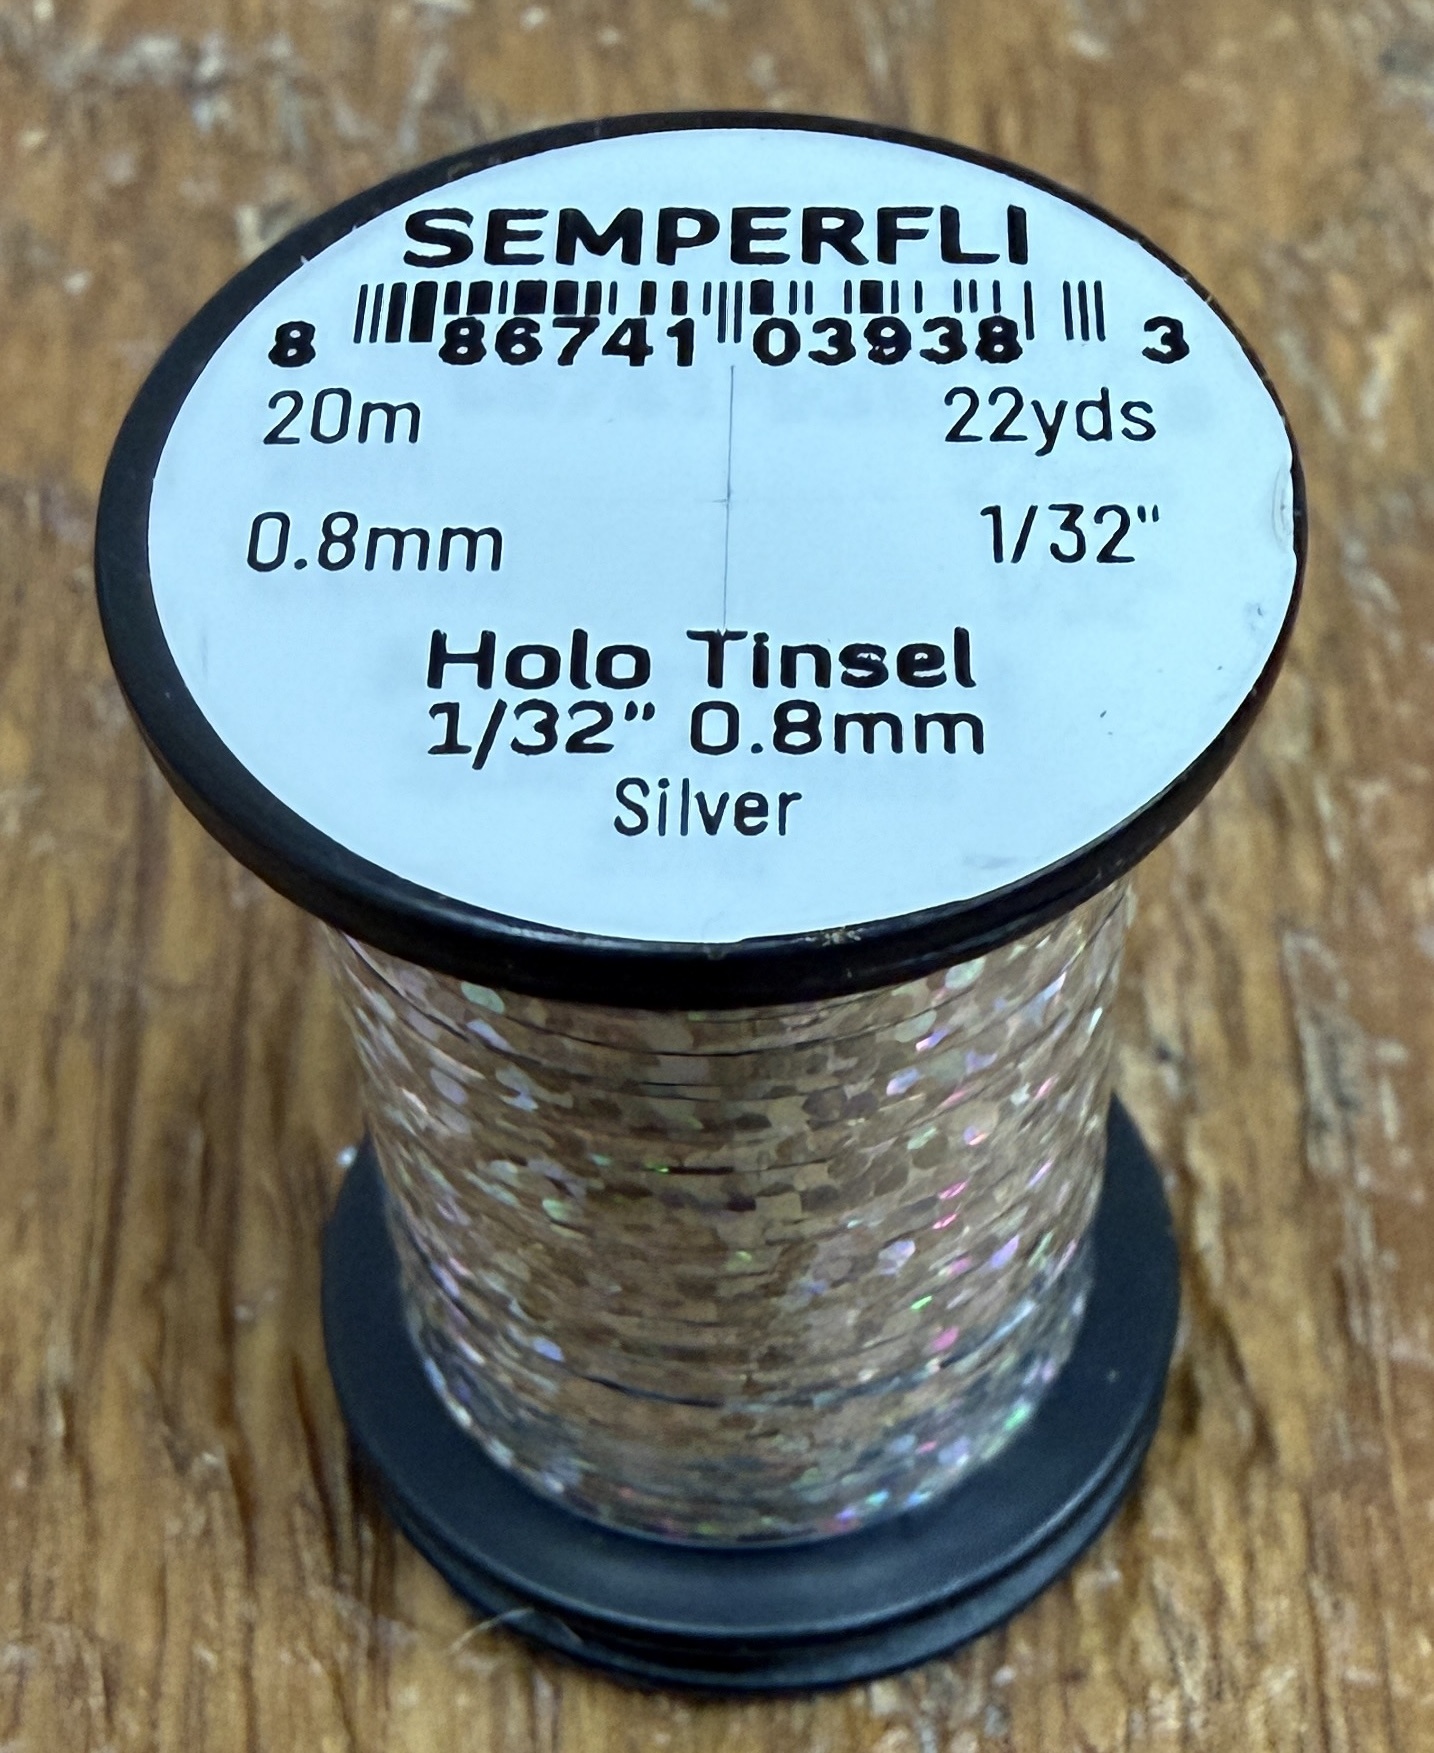 SEMPERFLI
8 86741 03938 3
20m 22yds
0.8mm 1/32"
Holo Tinsel
1/32" 0.8mm
Silver